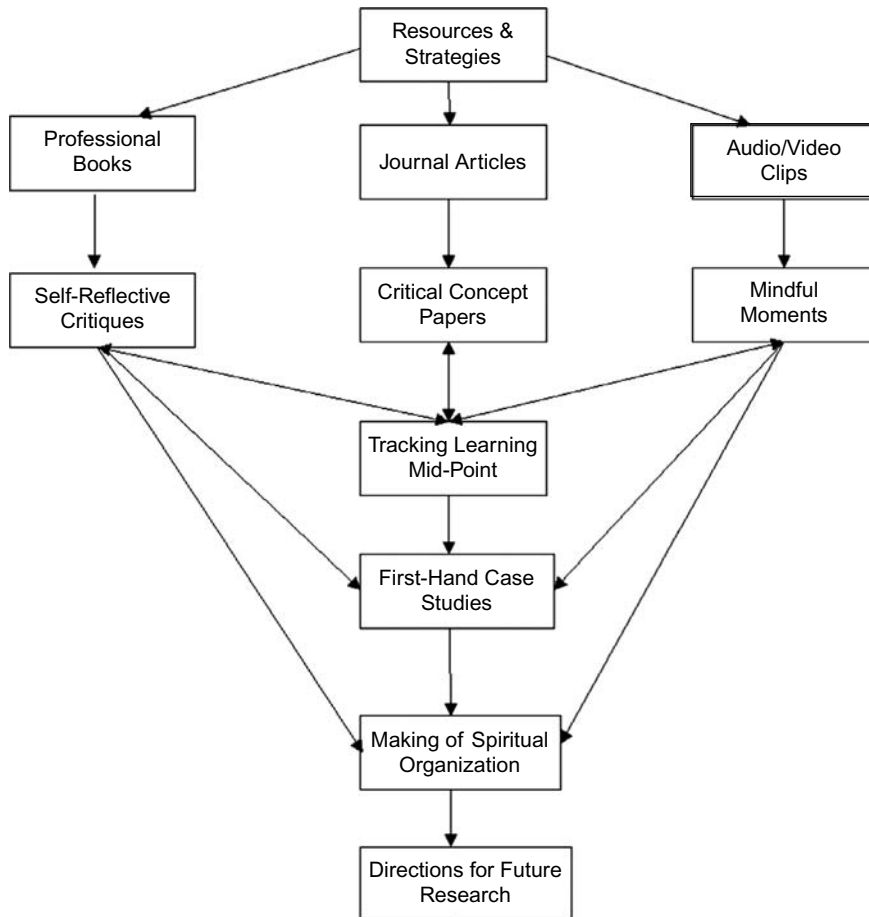 Resources &
Strategies
Professional
Books
Journal Articles
Audio/Video
Clips
Self-Reflective
Critiques
Critical Concept
Papers
Mindful
Moments
Tracking Learning
Mid-Point
First-Hand Case
Studies
Making of Spiritual
Organization
Directions for Future
Research